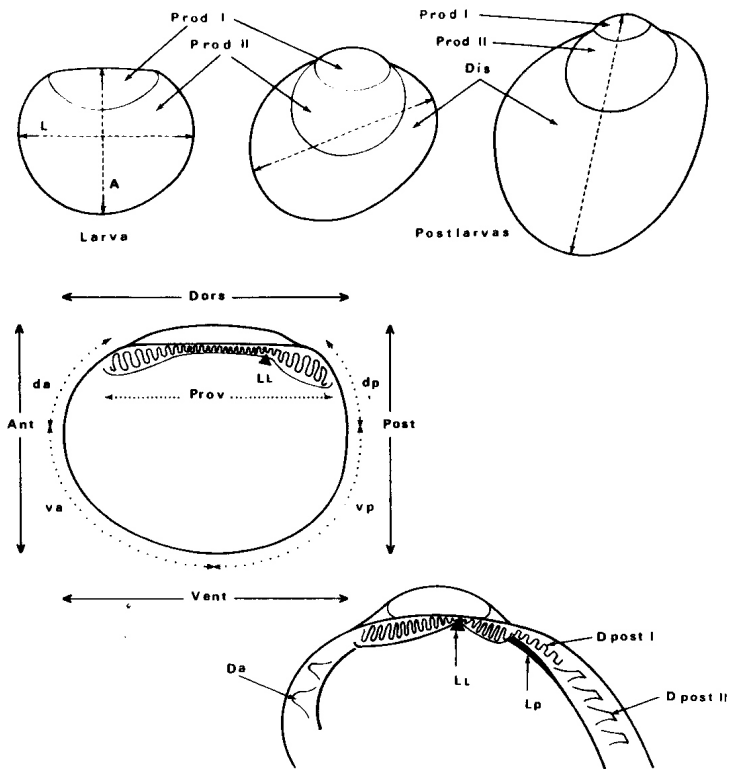 Prod I
Prod II
L
A
Larva
Prod I
Prod II
Dis
Postlarvas
Dors
da
dp
LL
Prov
Ant
Post
va
vp
Vent
Da
LL
Lp
D post I
D post II